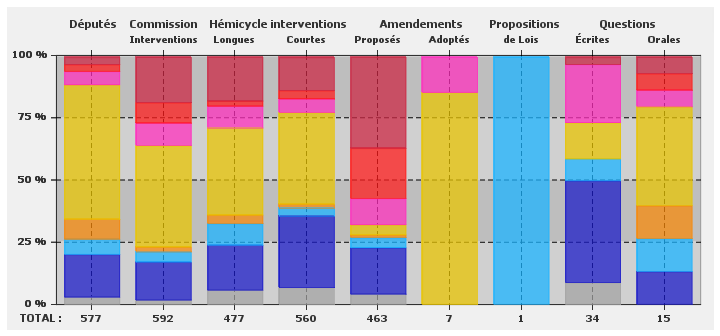 Députés Commission Hémicycle interventions Amendements Propositions Questions
Interventions Longues Courtes Proposés Adoptés de Lois Écrites Orales
100 %
75 %
50 %
25 %
0 %
TOTAL : 577 592 477 560 463 7 1 34 15